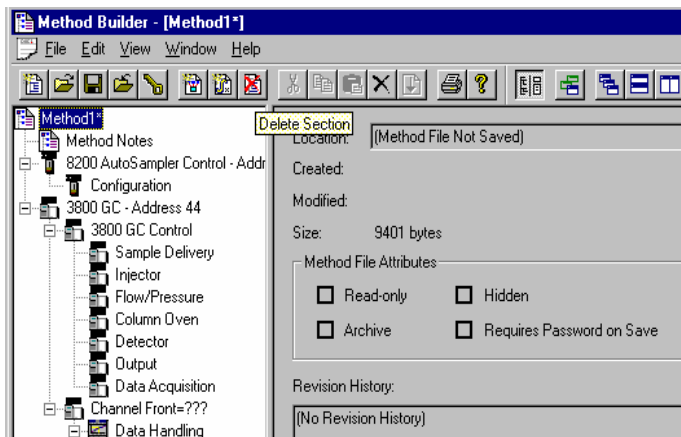 Method Builder - [Method1*]
File Edit View Window Help
Method1*
Delete Section
Method Notes
8200 AutoSampler Control - Addr
Configuration
3800 GC - Address 44
3800 GC Control
Sample Delivery
Injector
Flow/Pressure
Column Oven
Detector
Output
Data Acquisition
Channel Front=???
Data Handling
Location: (Method File Not Saved)
Created:
Modified:
Size: 9401 bytes
Method File Attributes
Read-only Hidden
Archive Requires Password on Save
Revision History:
(No Revision History)